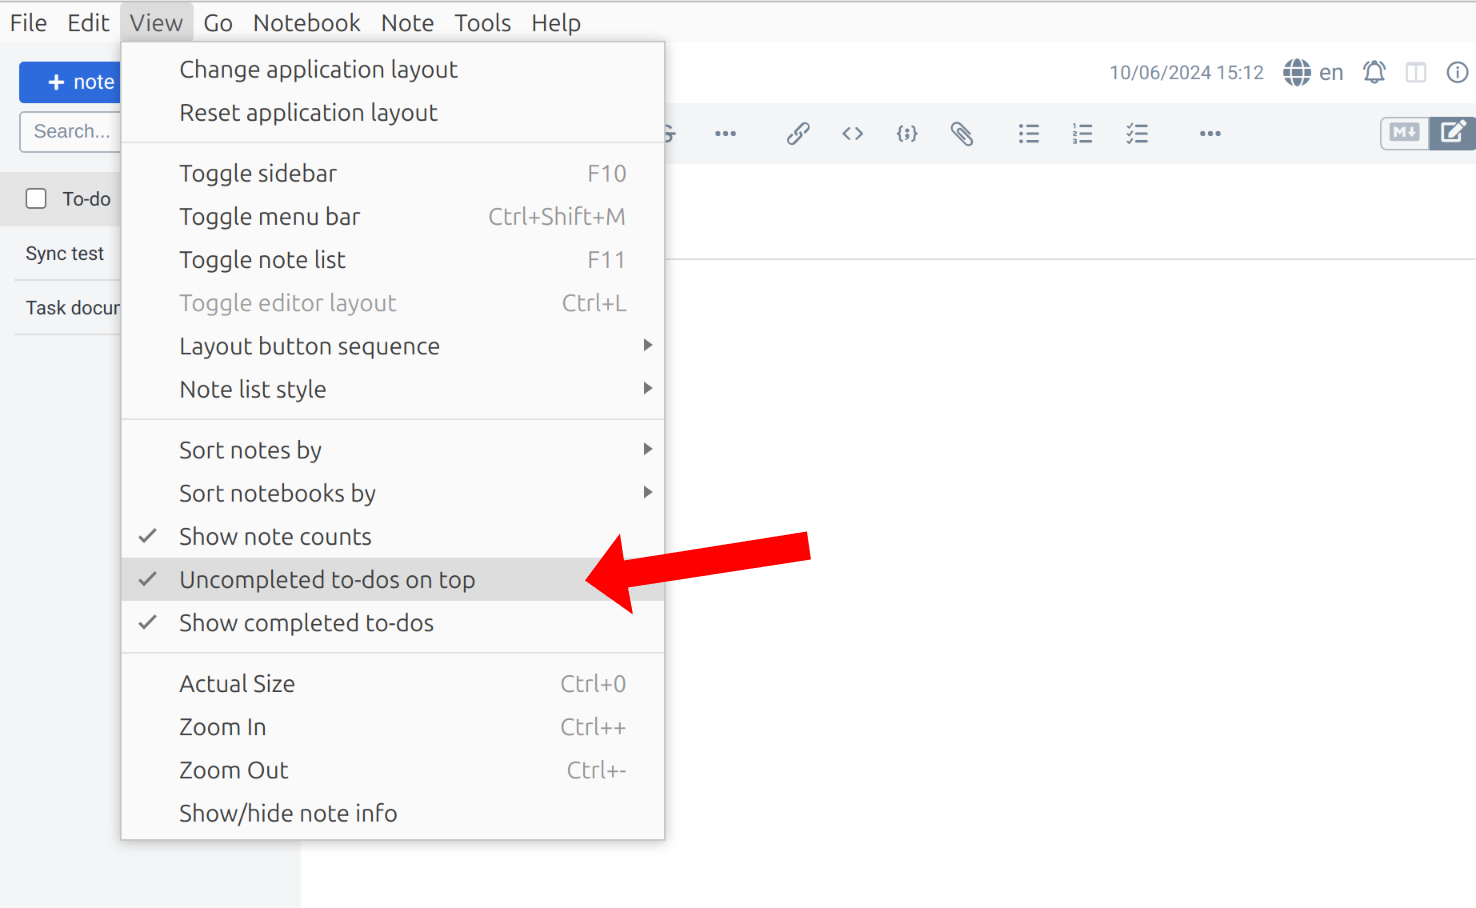 File Edit View Go Notebook Note Tools Help
+ note
Search...
To-do
Sync test
Task docum
10/06/2024 15:12 en
M
Change application layout
Reset application layout
Toggle sidebar F10
Toggle menu bar Ctrl+Shift+M
Toggle note list F11
Toggle editor layout Ctrl+L
Layout button sequence
Note list style
Sort notes by
Sort notebooks by
Show note counts
Uncompleted to-dos on top
Show completed to-dos
Actual Size Ctrl+0
Zoom In Ctrl++
Zoom Out Ctrl+-
Show/hide note info